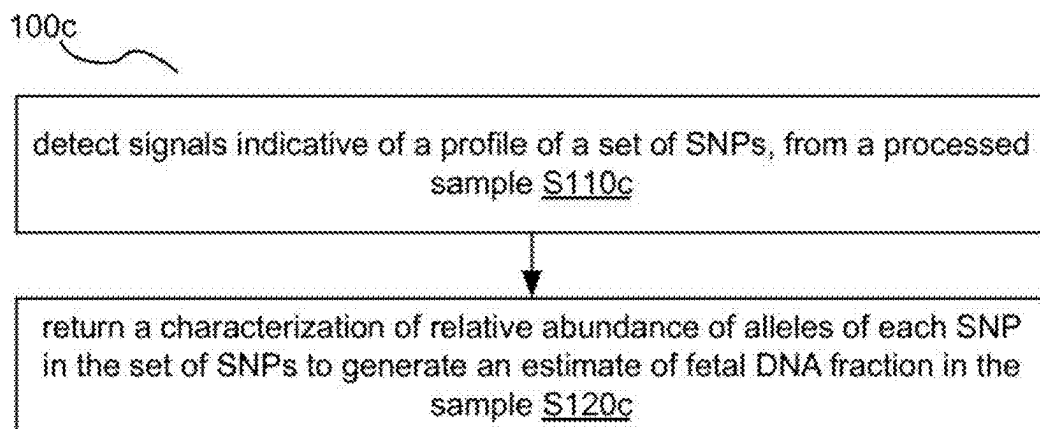 100c
detect signals indicative of a profile of a set of SNPs, from a processed
sample S110c
return a characterization of relative abundance of alleles of each SNP
in the set of SNPs to generate an estimate of fetal DNA fraction in the
sample S120c